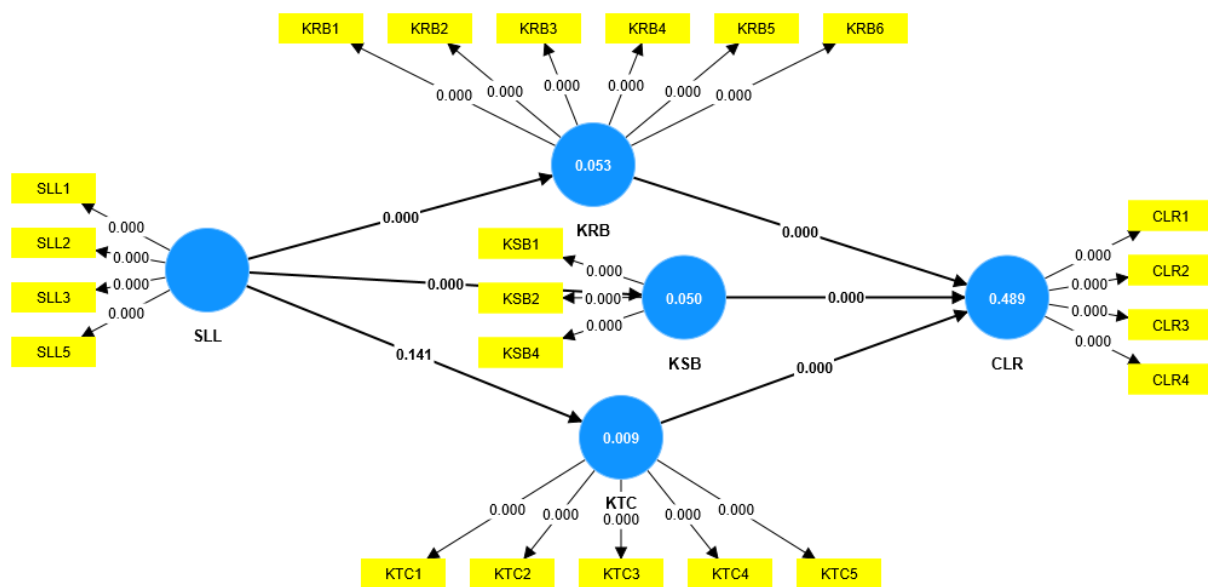 KRB1 KRB2 KRB3 KRB4 KRB5 KRB6
0.000 0.000 0.000 0.000 0.000 0.000
0.053
KRB
SLL1
SLL2
SLL3
SLL5
0.000
0.000
0.000
0.000
SLL
0.000
0.000
0.141
KSB1
KSB2
KSB4
0.000
0.000
0.000
0.050
KSB
0.000
0.000
0.000
0.489
CLR
0.000
0.000
0.000
0.000
CLR1
CLR2
CLR3
CLR4
0.009
KTC
0.000 0.000 0.000 0.000 0.000
KTC1 KTC2 KTC3 KTC4 KTC5